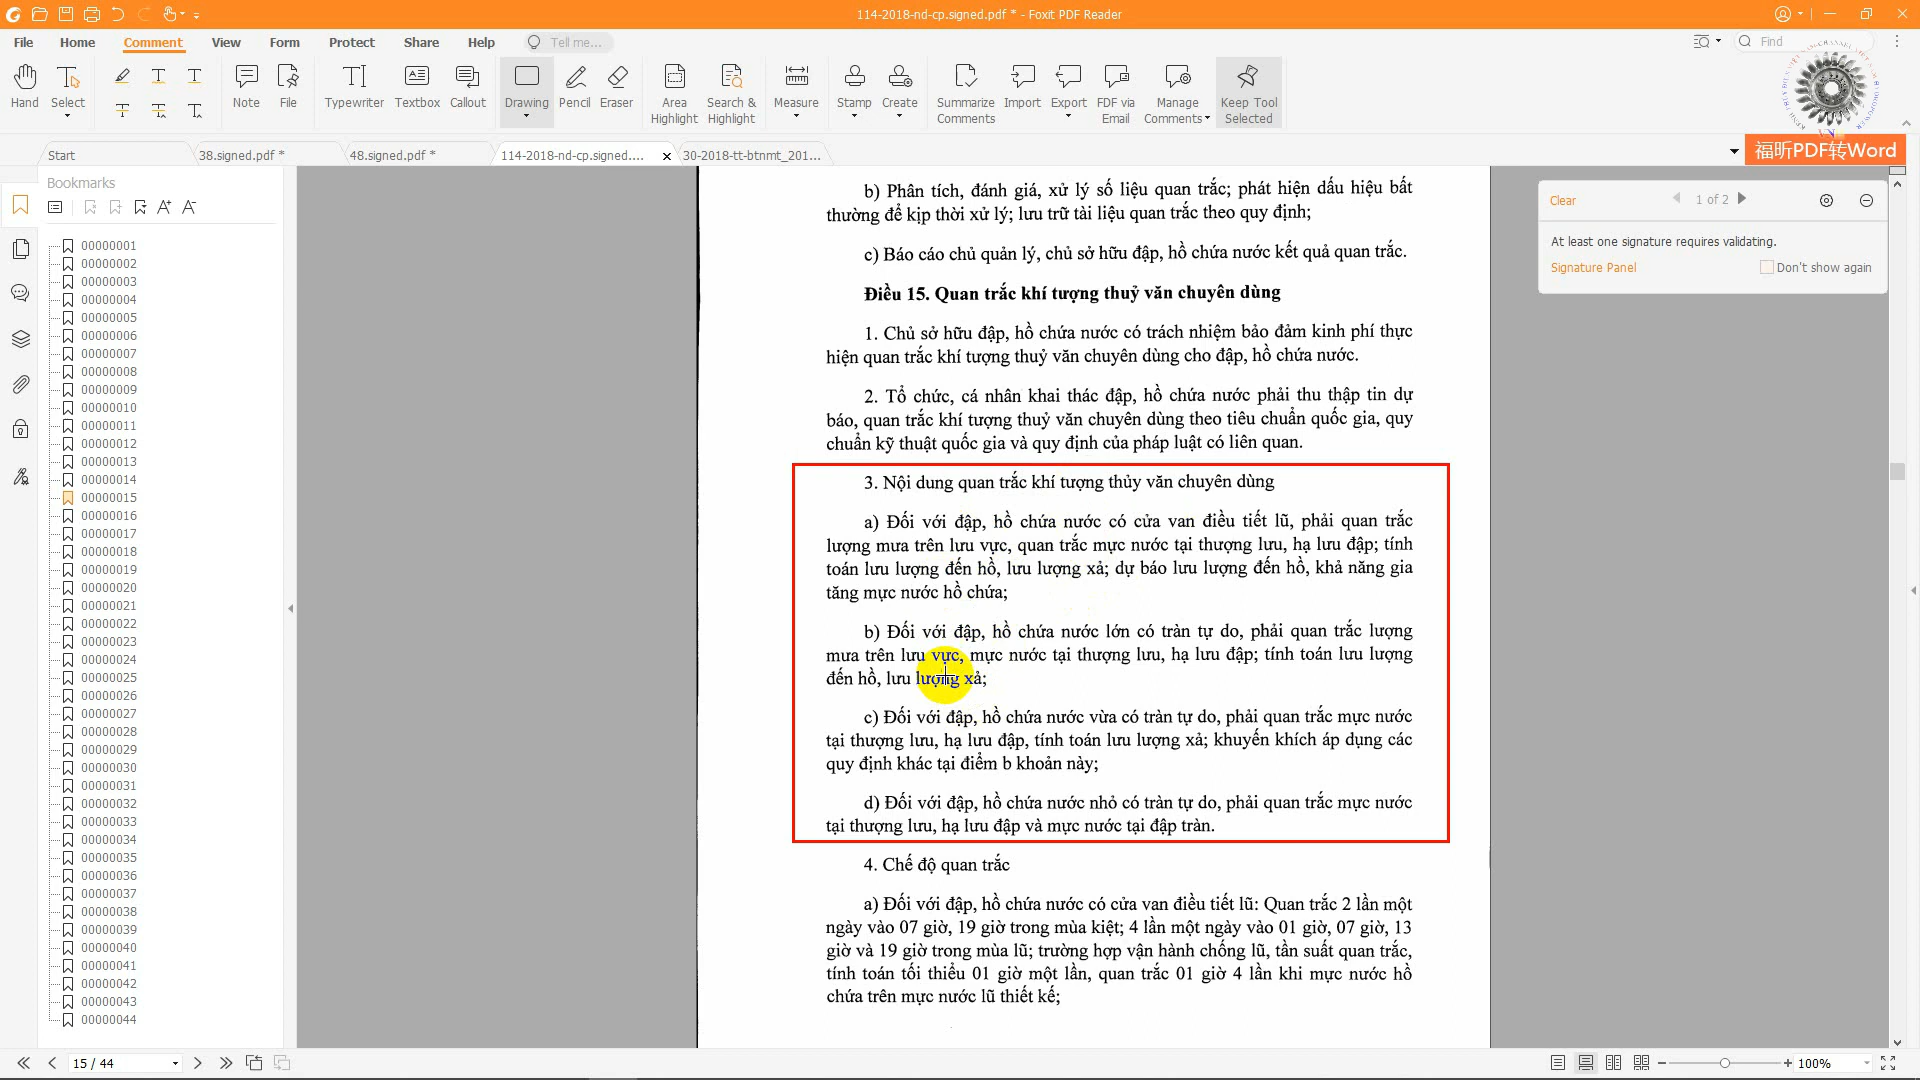 114-2018-nd-cp.signed.pdf * - Foxit PDF Reader
File Home Comment View Form Protect Share Help Tell me... Find
Hand Select Note File Typewriter Textbox Callout Drawing Pencil Eraser Area Highlight Search & Highlight Measure Stamp Create Summarize Comments Import Export FDF via Email Manage Comments Keep Tool Selected
Start 38.signed.pdf * 48.signed.pdf * 114-2018-nd-cp.signed.... 30-2018-tt-btnmt_201... 福昕PDF转Word
Bookmarks
00000001
00000002
00000003
00000004
00000005
00000006
00000007
00000008
00000009
00000010
00000011
00000012
00000013
00000014
00000015
00000016
00000017
00000018
00000019
00000020
00000021
00000022
00000023
00000024
00000025
00000026
00000027
00000028
00000029
00000030
00000031
00000032
00000033
00000034
00000035
00000036
00000037
00000038
00000039
00000040
00000041
00000042
00000043
00000044
b) Phân tích, đánh giá, xử lý số liệu quan trắc; phát hiện dấu hiệu bất
thường để kịp thời xử lý; lưu trữ tài liệu quan trắc theo quy định;
c) Báo cáo chủ quản lý, chủ sở hữu đập, hồ chứa nước kết quả quan trắc.
Điều 15. Quan trắc khí tượng thuỷ văn chuyên dùng
1. Chủ sở hữu đập, hồ chứa nước có trách nhiệm bảo đảm kinh phí thực
hiện quan trắc khí tượng thuỷ văn chuyên dùng cho đập, hồ chứa nước.
2. Tổ chức, cá nhân khai thác đập, hồ chứa nước phải thu thập tin dự
báo, quan trắc khí tượng thuỷ văn chuyên dùng theo tiêu chuẩn quốc gia, quy
chuẩn kỹ thuật quốc gia và quy định của pháp luật có liên quan.
3. Nội dung quan trắc khí tượng thủy văn chuyên dùng
a) Đối với đập, hồ chứa nước có cửa van điều tiết lũ, phải quan trắc
lượng mưa trên lưu vực, quan trắc mực nước tại thượng lưu, hạ lưu đập; tính
toán lưu lượng đến hồ, lưu lượng xả; dự báo lưu lượng đến hồ, khả năng gia
tăng mực nước hồ chứa;
b) Đối với đập, hồ chứa nước lớn có tràn tự do, phải quan trắc lượng
mưa trên lưu vực, mực nước tại thượng lưu, hạ lưu đập; tính toán lưu lượng
đến hồ, lưu lượng xả;
c) Đối với đập, hồ chứa nước vừa có tràn tự do, phải quan trắc mực nước
tại thượng lưu, hạ lưu đập, tính toán lưu lượng xả; khuyến khích áp dụng các
quy định khác tại điểm b khoản này;
d) Đối với đập, hồ chứa nước nhỏ có tràn tự do, phải quan trắc mực nước
tại thượng lưu, hạ lưu đập và mực nước tại đập tràn.
4. Chế độ quan trắc
a) Đối với đập, hồ chứa nước có cửa van điều tiết lũ: Quan trắc 2 lần một
ngày vào 07 giờ, 19 giờ trong mùa kiệt; 4 lần một ngày vào 01 giờ, 07 giờ, 13
giờ và 19 giờ trong mùa lũ; trường hợp vận hành chống lũ, tần suất quan trắc,
tính toán tối thiểu 01 giờ một lần, quan trắc 01 giờ 4 lần khi mực nước hồ
chứa trên mực nước lũ thiết kế;
Clear 1 of 2
At least one signature requires validating.
Signature Panel Don't show again
15 / 44 100%